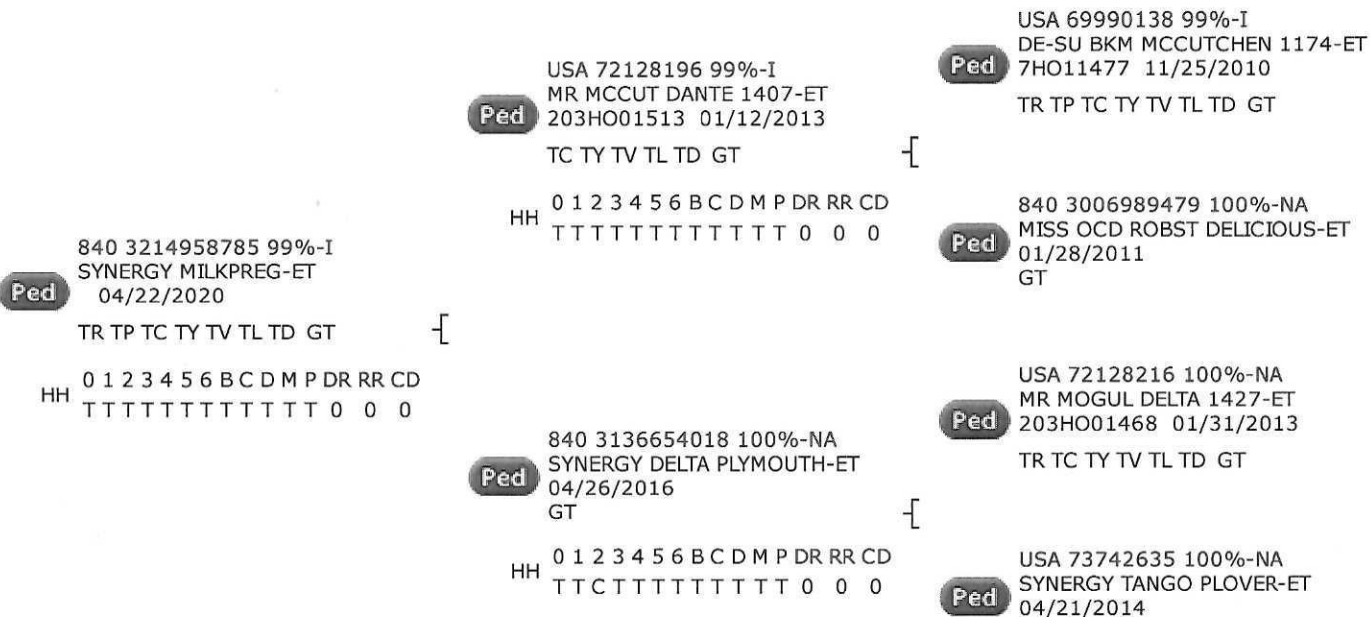 Ped
840 3214958785 99%-I
SYNERGY MILKPREG-ET
04/22/2020
TR TP TC TY TV TL TD GT
HH
0 1 2 3 4 5 6 B C D M P DR RR CD
T T T T T T T T T T T T 0 0 0
Ped
USA 72128196 99%-I
MR MCCUT DANTE 1407-ET
203HO01513 01/12/2013
TC TY TV TL TD GT
HH
0 1 2 3 4 5 6 B C D M P DR RR CD
T T T T T T T T T T T T 0 0 0
Ped
840 3136654018 100%-NA
SYNERGY DELTA PLYMOUTH-ET
04/26/2016
GT
HH
0 1 2 3 4 5 6 B C D M P DR RR CD
T T C T T T T T T T T T 0 0 0
Ped
USA 69990138 99%-I
DE-SU BKM MCCUTCHEN 1174-ET
7HO11477 11/25/2010
TR TP TC TY TV TL TD GT
Ped
840 3006989479 100%-NA
MISS OCD ROBST DELICIOUS-ET
01/28/2011
GT
Ped
USA 72128216 100%-NA
MR MOGUL DELTA 1427-ET
203HO01468 01/31/2013
TR TC TY TV TL TD GT
Ped
USA 73742635 100%-NA
SYNERGY TANGO PLOVER-ET
04/21/2014